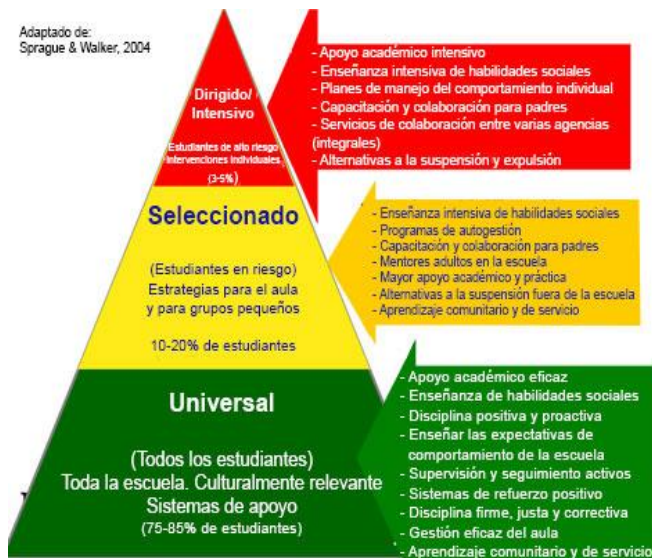 Adaptado de:
Sprague & Walker, 2004
Dirigido/
Intensivo
Estudiantes de alto riesgo
Intervenciones individuales
(3-5%)
- Apoyo académico intensivo
- Enseñanza intensiva de habilidades sociales
- Planes de manejo del comportamiento individual
- Capacitación y colaboración para padres
- Servicios de colaboración entre varias agencias
(integrales)
- Alternativas a la suspensión y expulsión
Seleccionado
(Estudiantes en riesgo)
Estrategias para el aula
y para grupos pequeños
10-20% de estudiantes
- Enseñanza intensiva de habilidades sociales
- Programas de autogestión
- Capacitación y colaboración para padres
- Mentores adultos en la escuela
- Mayor apoyo académico y práctica
- Alternativas a la suspensión fuera de la escuela
- Aprendizaje comunitario y de servicio
Universal
(Todos los estudiantes)
Toda la escuela. Culturalmente relevante
Sistemas de apoyo
(75-85% de estudiantes)
- Apoyo académico eficaz
- Enseñanza de habilidades sociales
- Disciplina positiva y proactiva
- Enseñar las expectativas de
comportamiento de la escuela
- Supervisión y seguimiento activos
- Sistemas de refuerzo positivo
- Disciplina firme, justa y correctiva
- Gestión eficaz del aula
- Aprendizaje comunitario y de servicio